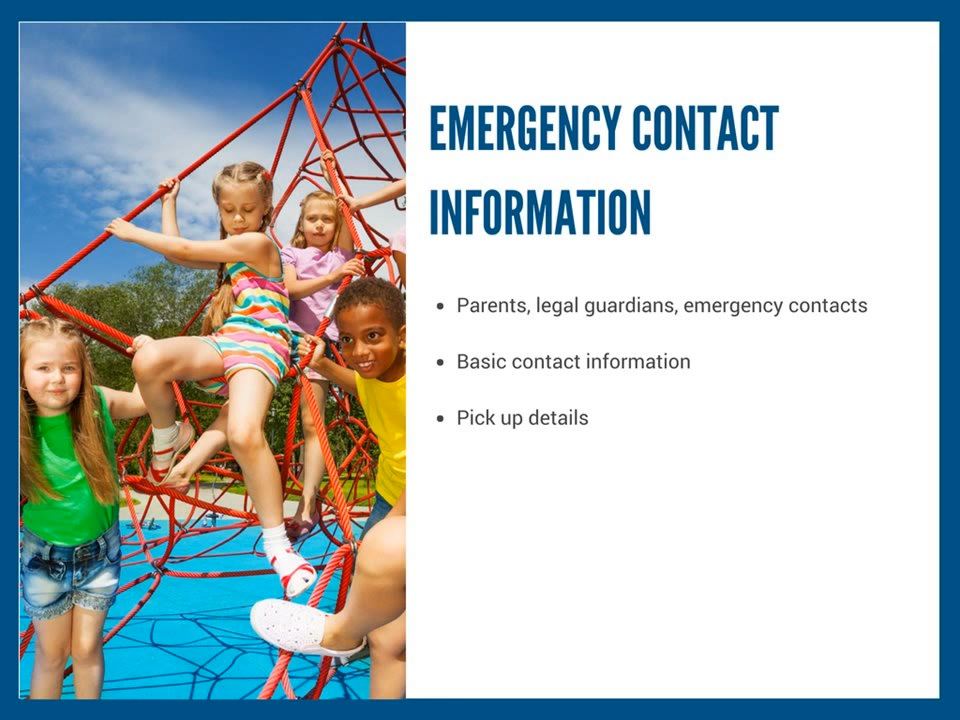 EMERGENCY CONTACT
INFORMATION
• Parents, legal guardians, emergency contacts
• Basic contact information
• Pick up details